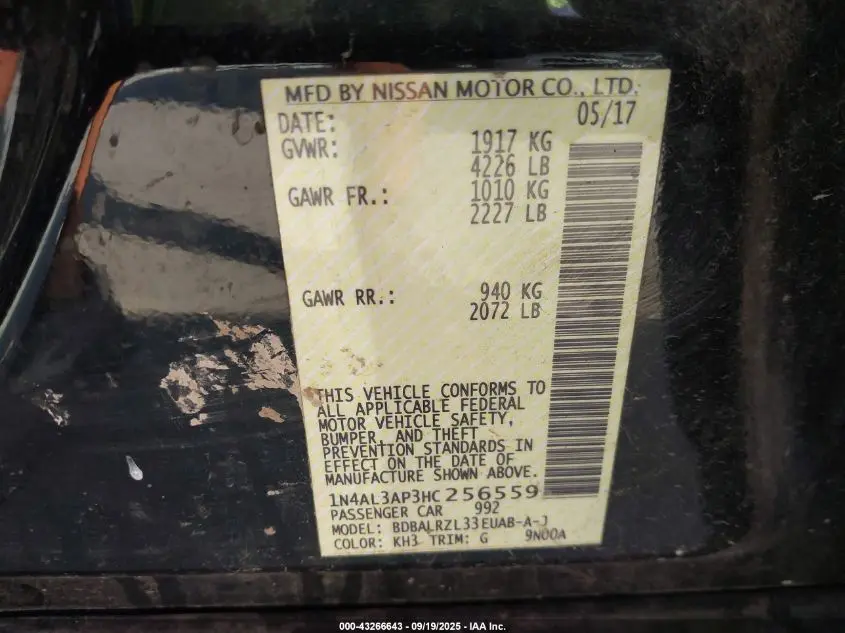 MFD BY NISSAN MOTOR CO., LTD.
DATE: 05/17
GVWR: 1917 KG
4226 LB
GAWR FR.: 1010 KG
2227 LB
GAWR RR.: 940 KG
2072 LB
THIS VEHICLE CONFORMS TO
ALL APPLICABLE FEDERAL
MOTOR VEHICLE SAFETY,
BUMPER, AND THEFT
PREVENTION STANDARDS IN
EFFECT ON THE DATE OF
MANUFACTURE SHOWN ABOVE.
1N4AL3AP3HC256559
PASSENGER CAR 992
MODEL: BDBALRZL33EUAB-A-J
COLOR: KH3 TRIM: G 9N00A
000-43266643 - 09/19/2025 - IAA Inc.